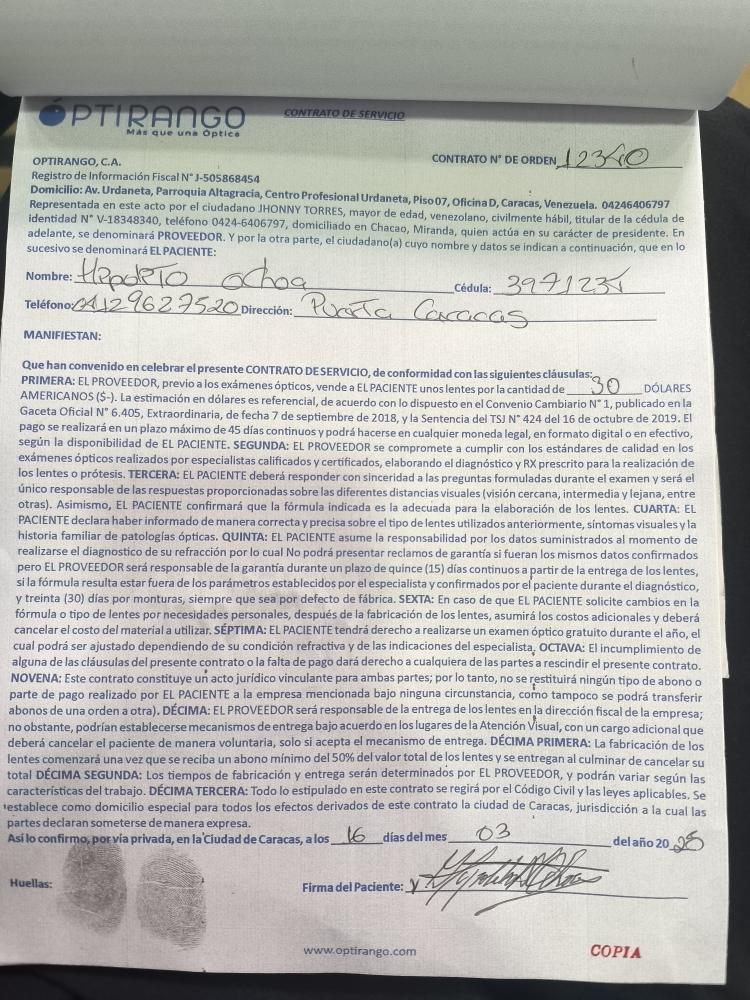 ÓPTIRANGO
Más que una Óptica
CONTRATO DE SERVICIO
CONTRATO N° DE ORDEN 12340
OPTIRANGO, C.A.
Registro de Información Fiscal N° J-505868454
Domicilio: Av. Urdaneta, Parroquia Altagracia, Centro Profesional Urdaneta, Piso 07, Oficina D, Caracas, Venezuela. 04246406797
Representada en este acto por el ciudadano JHONNY TORRES, mayor de edad, venezolano, civilmente hábil, titular de la cédula de
identidad N° V-18348340, teléfono 0424-6406797, domiciliado en Chacao, Miranda, quien actúa en su carácter de presidente. En
adelante, se denominará PROVEEDOR. Y por la otra parte, el ciudadano(a) cuyo nombre y datos se indican a continuación, que en lo
sucesivo se denominará EL PACIENTE:
Nombre: Ochoa Cédula: 3971231
Teléfono: 04129627520 Dirección: Puerta Caracas
MANIFIESTAN:
Que han convenido en celebrar el presente CONTRATO DE SERVICIO, de conformidad con las siguientes cláusulas:
PRIMERA: EL PROVEEDOR, previo a los exámenes ópticos, vende a EL PACIENTE unos lentes por la cantidad de 30 DÓLARES
AMERICANOS ($-). La estimación en dólares es referencial, de acuerdo con lo dispuesto en el Convenio Cambiario N° 1, publicado en la
Gaceta Oficial N° 6.405, Extraordinaria, de fecha 7 de septiembre de 2018, y la Sentencia del TSJ N° 424 del 16 de octubre de 2019. El
pago se realizará en un plazo máximo de 45 días continuos y podrá hacerse en cualquier moneda legal, en formato digital o en efectivo,
según la disponibilidad de EL PACIENTE. SEGUNDA: EL PROVEEDOR se compromete a cumplir con los estándares de calidad en los
exámenes ópticos realizados por especialistas calificados y certificados, elaborando el diagnóstico y RX prescrito para la realización de
los lentes o prótesis. TERCERA: EL PACIENTE deberá responder con sinceridad a las preguntas formuladas durante el examen y será el
único responsable de las respuestas proporcionadas sobre las diferentes distancias visuales (visión cercana, intermedia y lejana, entre
otras). Asimismo, EL PACIENTE confirmará que la fórmula indicada es la adecuada para la elaboración de los lentes. CUARTA: EL
PACIENTE declara haber informado de manera correcta y precisa sobre el tipo de lentes utilizados anteriormente, síntomas visuales y la
historia familiar de patologías ópticas. QUINTA: EL PACIENTE asume la responsabilidad por los datos suministrados al momento de
realizarse el diagnostico de su refracción por lo cual No podrá presentar reclamos de garantía si fueran los mismos datos confirmados
pero EL PROVEEDOR será responsable de la garantía durante un plazo de quince (15) días continuos a partir de la entrega de los lentes,
si la fórmula resulta estar fuera de los parámetros establecidos por el especialista y confirmados por el paciente durante el diagnóstico,
y treinta (30) días por monturas, siempre que sea por defecto de fábrica. SEXTA: En caso de que EL PACIENTE solicite cambios en la
fórmula o tipo de lentes por necesidades personales, después de la fabricación de los lentes, asumirá los costos adicionales y deberá
cancelar el costo del material a utilizar. SÉPTIMA: EL PACIENTE tendrá derecho a realizarse un examen óptico gratuito durante el año, el
cual podrá ser ajustado dependiendo de su condición refractiva y de las indicaciones del especialista. OCTAVA: El incumplimiento de
alguna de las cláusulas del presente contrato o la falta de pago dará derecho a cualquiera de las partes a rescindir el presente contrato.
NOVENA: Este contrato constituye un acto jurídico vinculante para ambas partes; por lo tanto, no se restituirá ningún tipo de abono o
parte de pago realizado por EL PACIENTE a la empresa mencionada bajo ninguna circunstancia, como tampoco se podrá transferir
abonos de una orden a otra). DÉCIMA: EL PROVEEDOR será responsable de la entrega de los lentes en la dirección fiscal de la empresa;
no obstante, podrían establecerse mecanismos de entrega bajo acuerdo en los lugares de la Atención Visual, con un cargo adicional que
deberá cancelar el paciente de manera voluntaria, solo si acepta el mecanismo de entrega. DÉCIMA PRIMERA: La fabricación de los
lentes comenzará una vez que se reciba un abono mínimo del 50% del valor total de los lentes y se entregan al culminar de cancelar su
total DÉCIMA SEGUNDA: Los tiempos de fabricación y entrega serán determinados por EL PROVEEDOR, y podrán variar según las
características del trabajo. DÉCIMA TERCERA: Todo lo estipulado en este contrato se regirá por el Código Civil y las leyes aplicables. Se
establece como domicilio especial para todos los efectos derivados de este contrato la ciudad de Caracas, jurisdicción a la cual las
partes declaran someterse de manera expresa.
Así lo confirmo, por vía privada, en la Ciudad de Caracas, a los 16 días del mes 03 del año 2025
Huellas:
Firma del Paciente:
www.optirango.com
COPIA